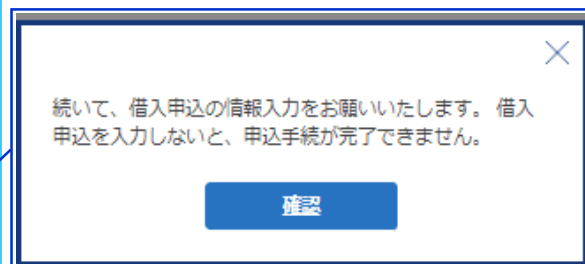 続いて、借入申込の情報入力をお願いいたします。 借入
申込を入力しないと、申込手続が完了できません。
確認